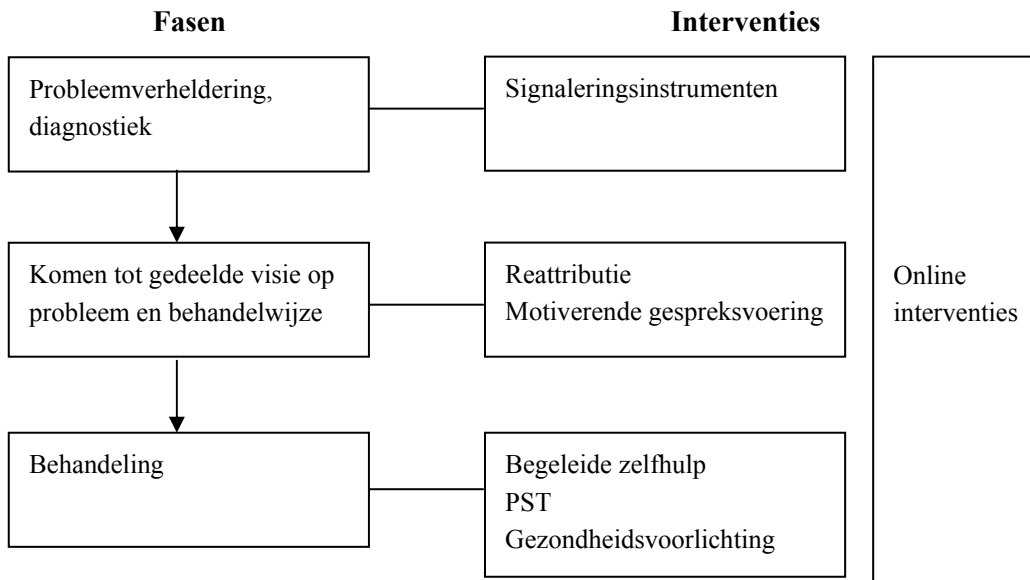 Fasen
Interventies
Probleemverheldering,
diagnostiek
Signaleringsinstrumenten
Komen tot gedeelde visie op
probleem en behandelwijze
Reattributie
Motiverende gespreksvoering
Online
interventies
Behandeling
Begeleide zelfhulp
PST
Gezondheidsvoorlichting